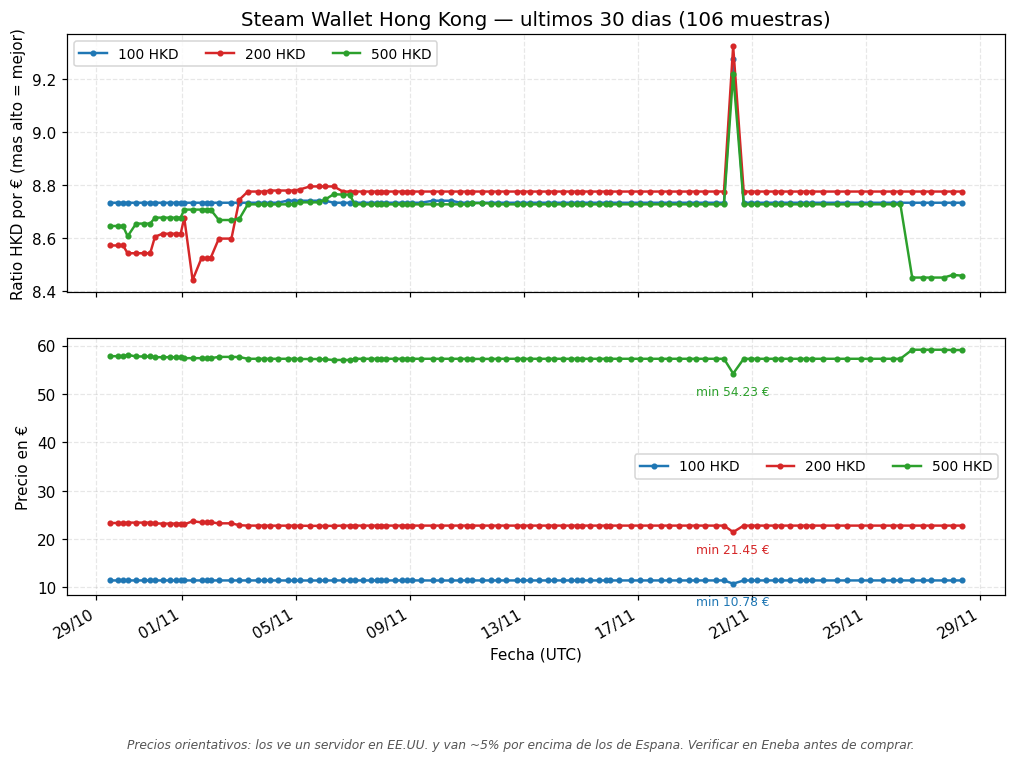 Steam Wallet Hong Kong — ultimos 30 dias (106 muestras)
Ratio HKD por € (mas alto = mejor)
100 HKD 200 HKD 500 HKD
9.2
9.0
8.8
8.6
8.4
Precio en €
60
50
40
30
20
10
min 54.23 €
100 HKD 200 HKD 500 HKD
min 21.45 €
min 10.78 €
29/10 01/11 05/11 09/11 13/11 17/11 21/11 25/11 29/11
Fecha (UTC)
Precios orientativos: los ve un servidor en EE.UU. y van ~5% por encima de los de Espana. Verificar en Eneba antes de comprar.